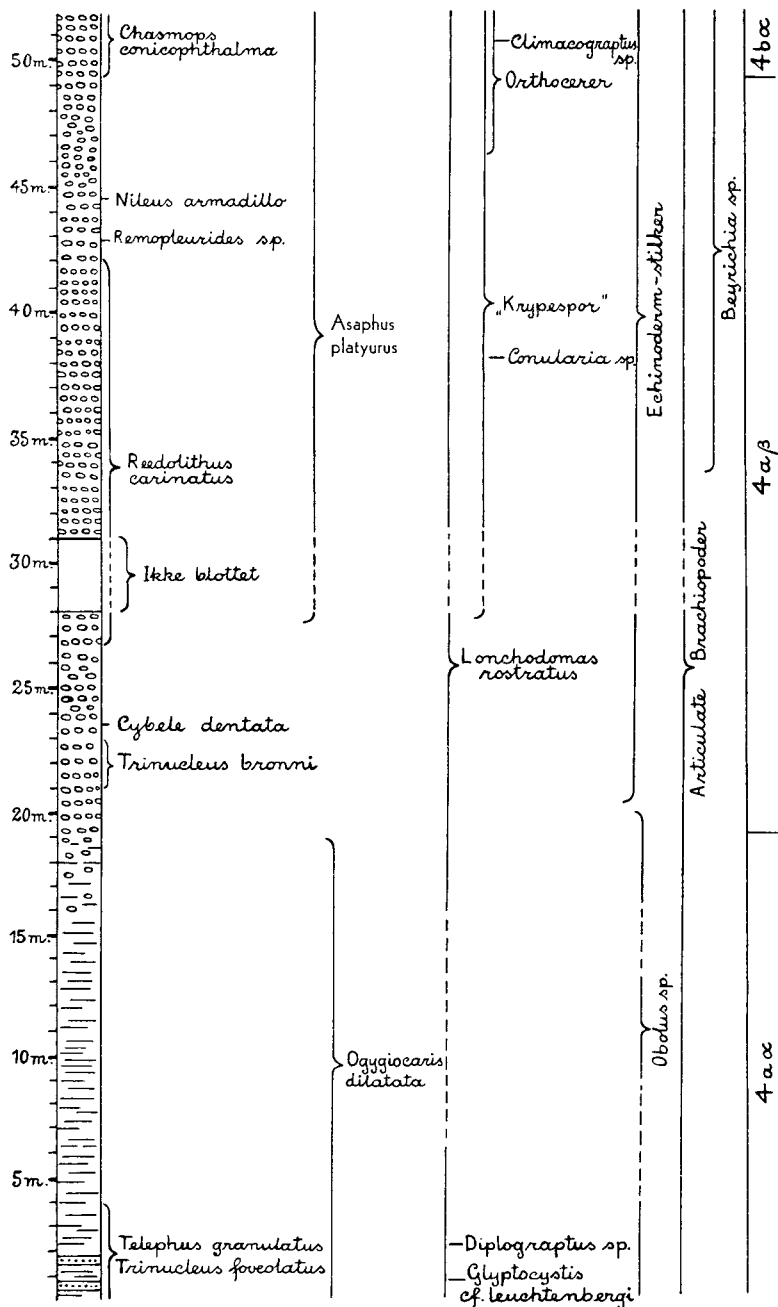 50m.
45m.
40m.
35m.
30m.
25m.
20m.
15m.
10m.
5m.
Chasmops
conicophthalma
Nileus armadillo
Remopleurides sp.
Reedolithus
carinatus
Ikke blottet
Cybele dentata
Trinucleus bronni
Telephus granulatus
Trinucleus foveolatus
Asaphus
platyurus
Ogygiocaris
dilatata
Climacograptus
sp.
Orthocerer
„Krypespor"
Conularia sp.
Lonchodomas
rostratus
Diplograptus sp.
Glyptocystis
cf. leuchtenbergi
Echinoderm-stilker
Obolus sp.
Articulate Brachiopoder
Beyrichia sp.
4bα
4aβ
4aα